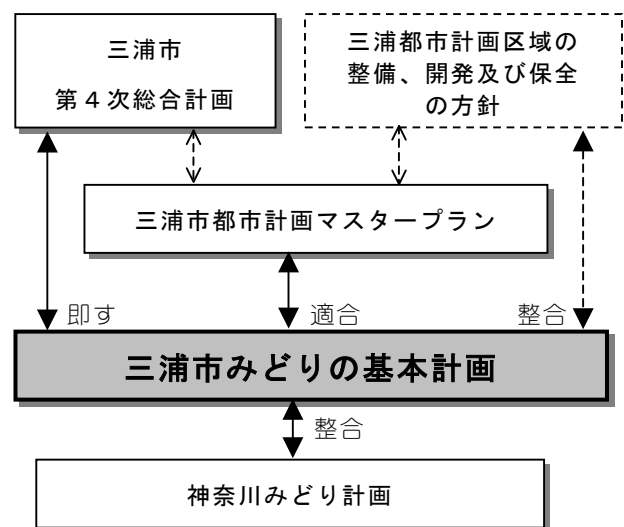 三浦市
第４次総合計画
三浦都市計画区域の
整備、開発及び保全
の方針
三浦市都市計画マスタープラン
即す
適合
整合
三浦市みどりの基本計画
整合
神奈川みどり計画